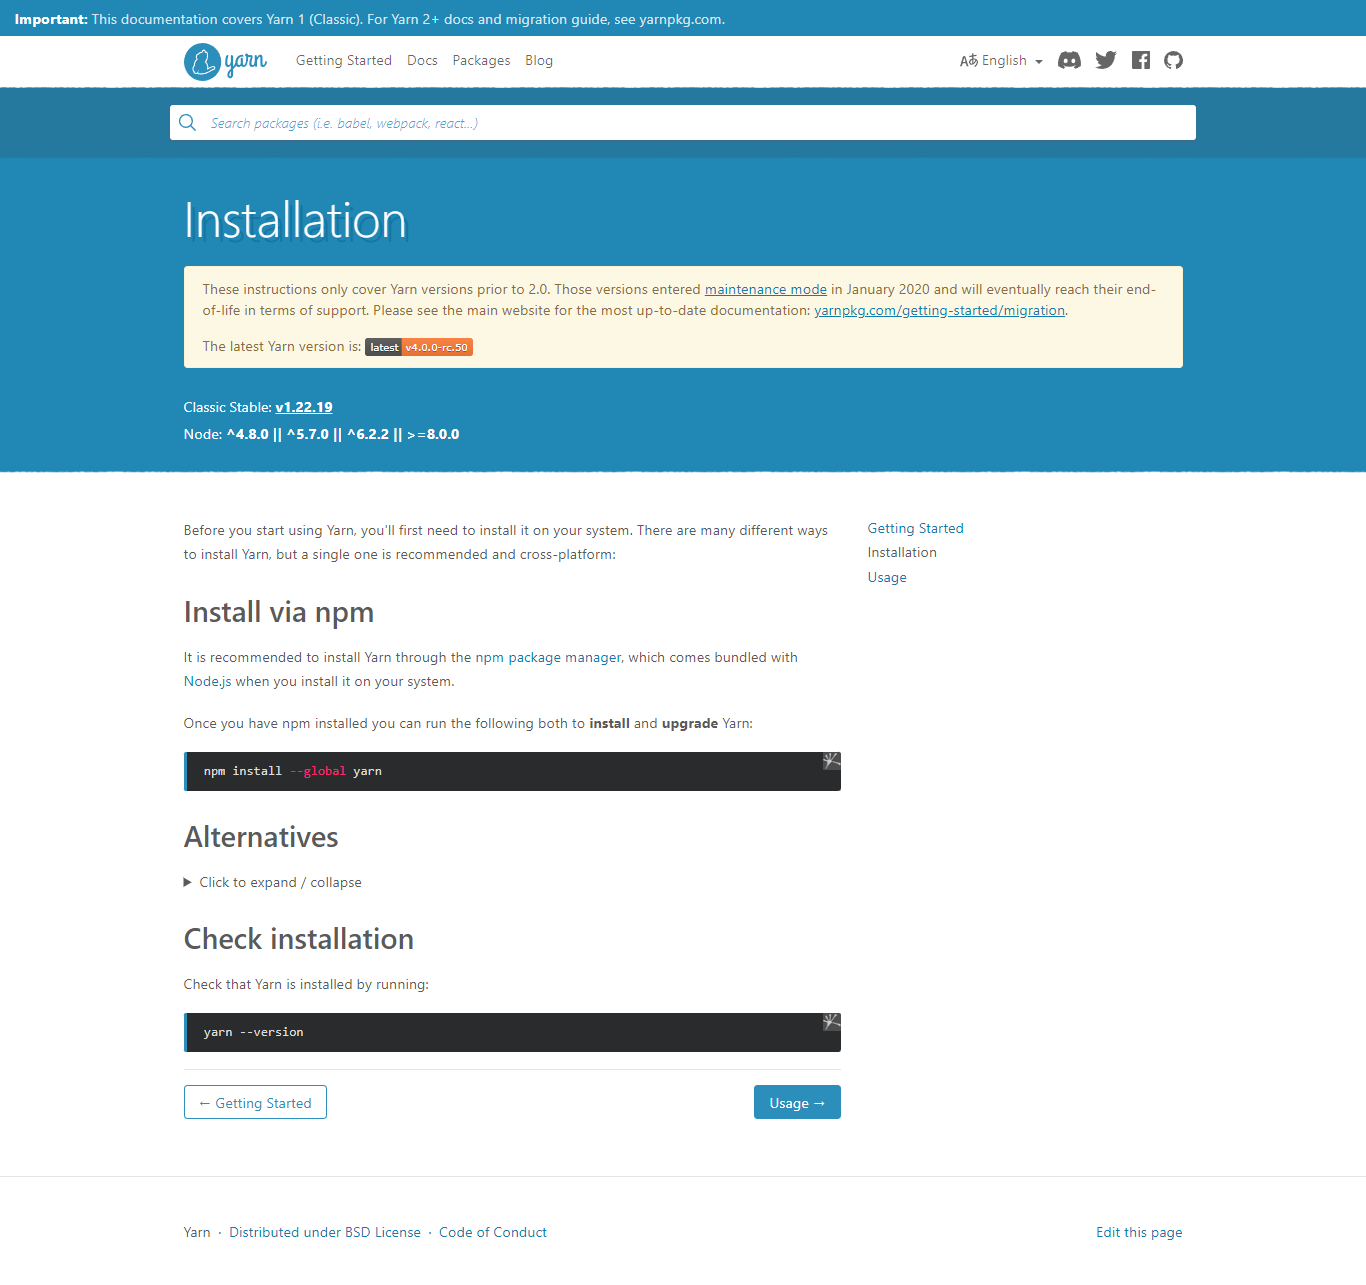 Important: This documentation covers Yarn 1 (Classic). For Yarn 2+ docs and migration guide, see yarnpkg.com.
yarn Getting Started Docs Packages Blog Aあ English
Search packages (i.e. babel, webpack, react...)
Installation
These instructions only cover Yarn versions prior to 2.0. Those versions entered maintenance mode in January 2020 and will eventually reach their end-
of-life in terms of support. Please see the main website for the most up-to-date documentation: yarnpkg.com/getting-started/migration.
The latest Yarn version is: latest v4.0.0-rc.50
Classic Stable: v1.22.19
Node: ^4.8.0 || ^5.7.0 || ^6.2.2 || >=8.0.0
Before you start using Yarn, you'll first need to install it on your system. There are many different ways
to install Yarn, but a single one is recommended and cross-platform:
Getting Started
Installation
Usage
Install via npm
It is recommended to install Yarn through the npm package manager, which comes bundled with
Node.js when you install it on your system.
Once you have npm installed you can run the following both to install and upgrade Yarn:
npm install --global yarn
Alternatives
▶ Click to expand / collapse
Check installation
Check that Yarn is installed by running:
yarn --version
← Getting Started
Usage →
Yarn · Distributed under BSD License · Code of Conduct
Edit this page